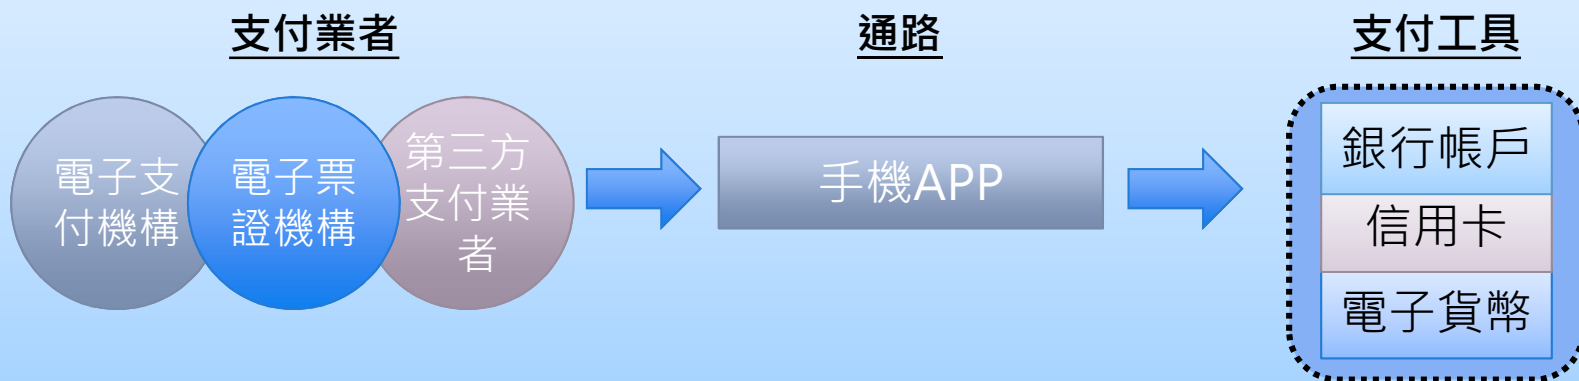 支付業者
通路
支付工具
電子支
付機構
電子票
證機構
第三方
支付業
者
手機APP
銀行帳戶
信用卡
電子貨幣